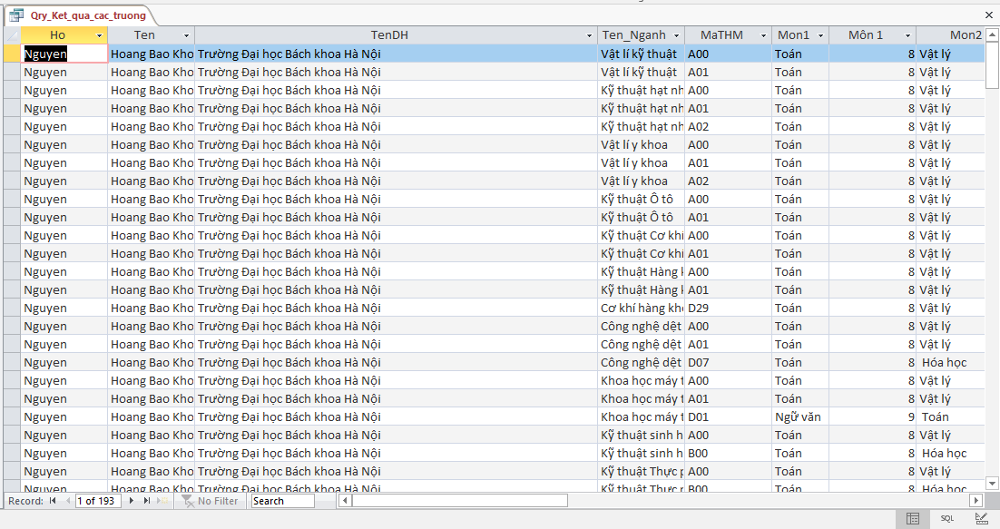 Qry_Ket_qua_cac_truong
Ho Ten TenDH Ten_Nganh MaTHM Mon1 Môn 1 Mon2
Nguyen Hoang Bao Kho Trường Đại học Bách khoa Hà Nội Vật lí kỹ thuật A00 Toán 8 Vật lý
Nguyen Hoang Bao Kho Trường Đại học Bách khoa Hà Nội Vật lí kỹ thuật A01 Toán 8 Vật lý
Nguyen Hoang Bao Kho Trường Đại học Bách khoa Hà Nội Kỹ thuật hạt nh A00 Toán 8 Vật lý
Nguyen Hoang Bao Kho Trường Đại học Bách khoa Hà Nội Kỹ thuật hạt nh A01 Toán 8 Vật lý
Nguyen Hoang Bao Kho Trường Đại học Bách khoa Hà Nội Kỹ thuật hạt nh A02 Toán 8 Vật lý
Nguyen Hoang Bao Kho Trường Đại học Bách khoa Hà Nội Vật lí y khoa A00 Toán 8 Vật lý
Nguyen Hoang Bao Kho Trường Đại học Bách khoa Hà Nội Vật lí y khoa A01 Toán 8 Vật lý
Nguyen Hoang Bao Kho Trường Đại học Bách khoa Hà Nội Vật lí y khoa A02 Toán 8 Vật lý
Nguyen Hoang Bao Kho Trường Đại học Bách khoa Hà Nội Kỹ thuật Ô tô A00 Toán 8 Vật lý
Nguyen Hoang Bao Kho Trường Đại học Bách khoa Hà Nội Kỹ thuật Ô tô A01 Toán 8 Vật lý
Nguyen Hoang Bao Kho Trường Đại học Bách khoa Hà Nội Kỹ thuật Cơ khí A00 Toán 8 Vật lý
Nguyen Hoang Bao Kho Trường Đại học Bách khoa Hà Nội Kỹ thuật Cơ khí A01 Toán 8 Vật lý
Nguyen Hoang Bao Kho Trường Đại học Bách khoa Hà Nội Kỹ thuật Hàng k A00 Toán 8 Vật lý
Nguyen Hoang Bao Kho Trường Đại học Bách khoa Hà Nội Kỹ thuật Hàng k A01 Toán 8 Vật lý
Nguyen Hoang Bao Kho Trường Đại học Bách khoa Hà Nội Cơ khí hàng khô D29 Toán 8 Vật lý
Nguyen Hoang Bao Kho Trường Đại học Bách khoa Hà Nội Công nghệ dệt A00 Toán 8 Vật lý
Nguyen Hoang Bao Kho Trường Đại học Bách khoa Hà Nội Công nghệ dệt A01 Toán 8 Vật lý
Nguyen Hoang Bao Kho Trường Đại học Bách khoa Hà Nội Công nghệ dệt D07 Toán 8 Hóa học
Nguyen Hoang Bao Kho Trường Đại học Bách khoa Hà Nội Khoa học máy t A00 Toán 8 Vật lý
Nguyen Hoang Bao Kho Trường Đại học Bách khoa Hà Nội Khoa học máy t A01 Toán 8 Vật lý
Nguyen Hoang Bao Kho Trường Đại học Bách khoa Hà Nội Khoa học máy t D01 Ngữ văn 9 Toán
Nguyen Hoang Bao Kho Trường Đại học Bách khoa Hà Nội Kỹ thuật sinh h A00 Toán 8 Vật lý
Nguyen Hoang Bao Kho Trường Đại học Bách khoa Hà Nội Kỹ thuật sinh h B00 Toán 8 Hóa học
Nguyen Hoang Bao Kho Trường Đại học Bách khoa Hà Nội Kỹ thuật Thực p A00 Toán 8 Vật lý
Nguyen Hoang Bao Kho Trường Đại học Bách khoa Hà Nội Kỹ thuật Thực p B00 Toán 8 Hóa học
Record: 1 of 193 No Filter Search
SQL